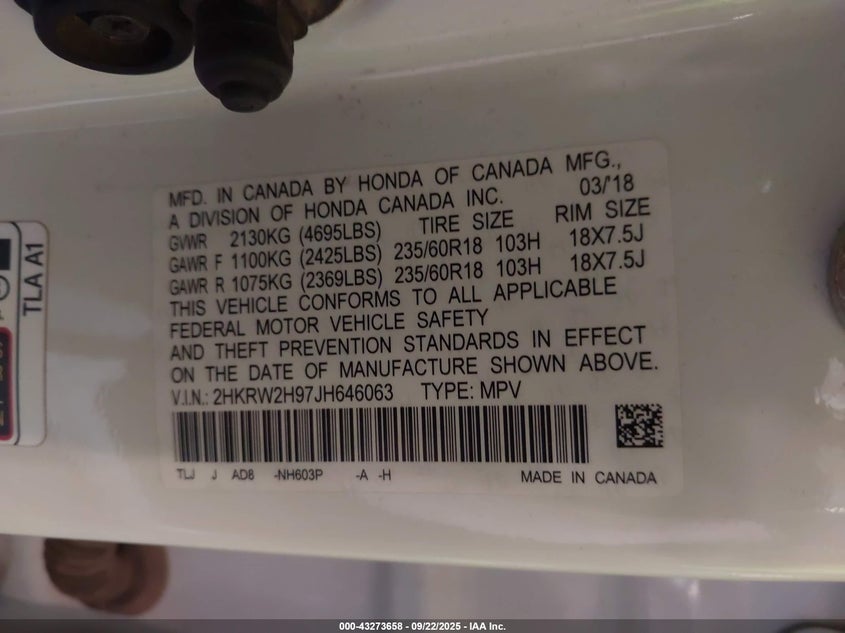 MFD. IN CANADA BY HONDA OF CANADA MFG.,
A DIVISION OF HONDA CANADA INC. 03/'18
GVWR 2130KG (4695LBS) TIRE SIZE RIM SIZE
GAWR F 1100KG (2425LBS) 235/60R18 103H 18X7.5J
GAWR R 1075KG (2369LBS) 235/60R18 103H 18X7.5J
THIS VEHICLE CONFORMS TO ALL APPLICABLE
FEDERAL MOTOR VEHICLE SAFETY
AND THEFT PREVENTION STANDARDS IN EFFECT
ON THE DATE OF MANUFACTURE SHOWN ABOVE.
V.I.N.: 2HKRW2H97JH646063 TYPE: MPV
TLJ J AD8 -NH603P -A -H MADE IN CANADA
TLA A1
000-43273658 - 09/22/2025 - IAA Inc.